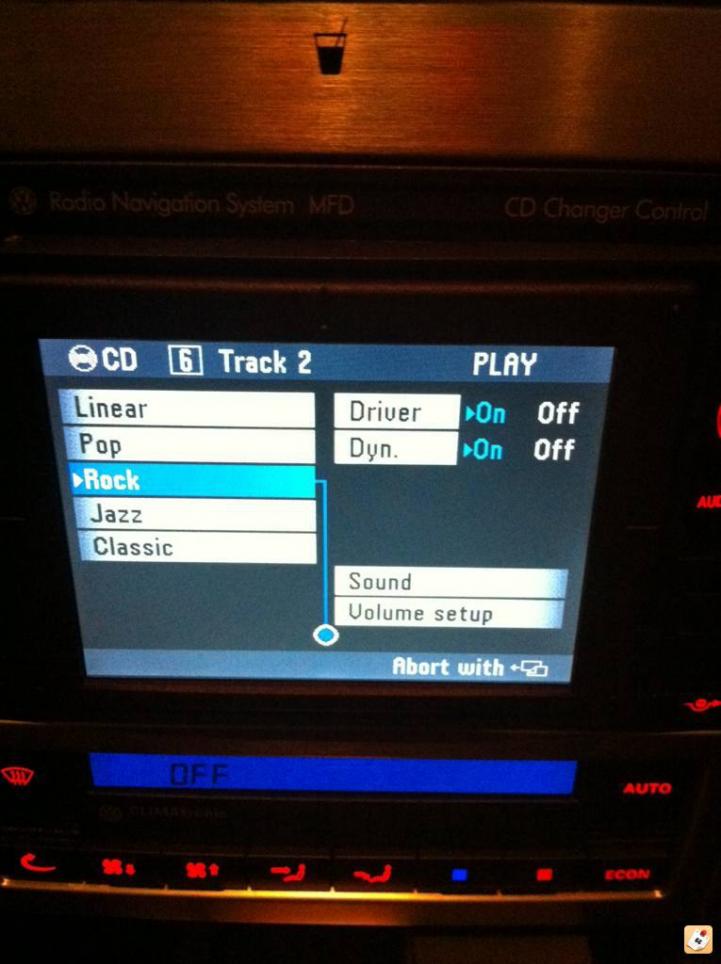 Radio Navigation System MFD CD Changer Control
CD 6 Track 2 PLAY
Linear
Pop
Rock
Jazz
Classic
Driver On Off
Dyn. On Off
Sound
Volume setup
Abort with
OFF
AUTO
CLIMAtronic
ECON